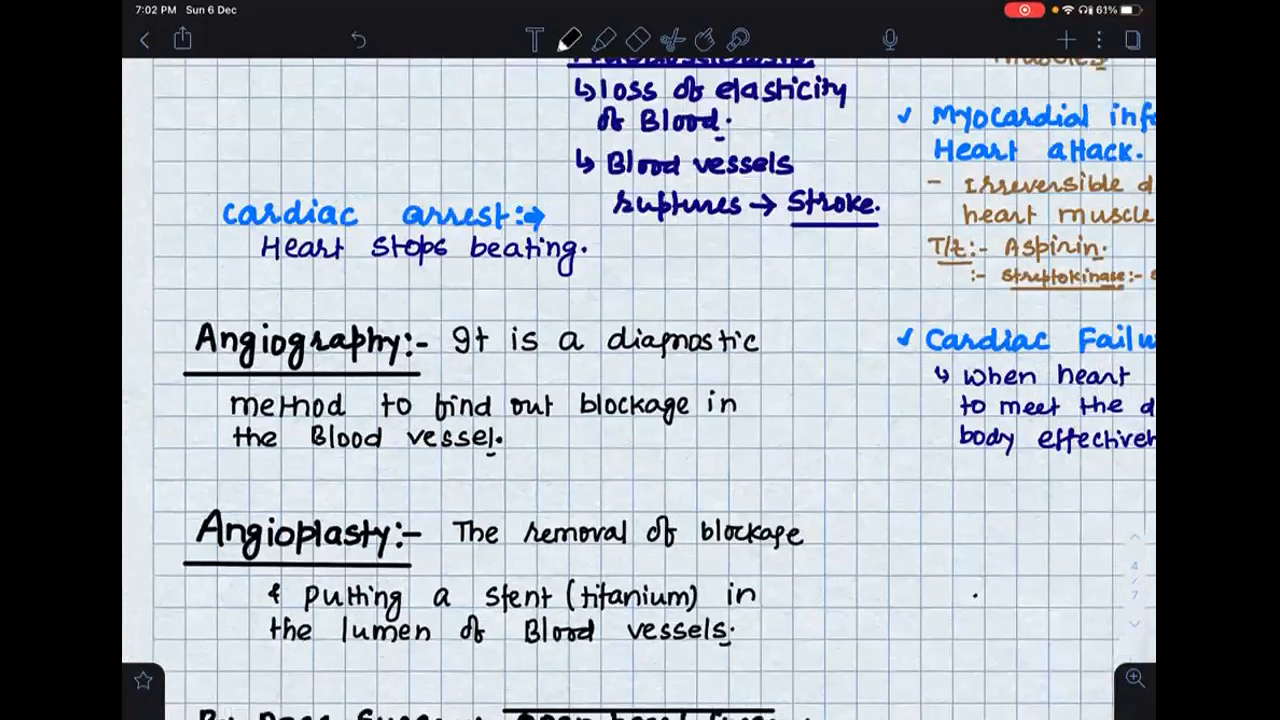 7:02 PM Sun 6 Dec
61%
↳ loss of elasticity
of Blood.
↳ Blood vessels
ruptures → Stroke.
Cardiac arrest:→
Heart stops beating.
Angiography:- It is a diagnostic
method to find out blockage in
the Blood vessel.
Angioplasty:- The removal of blockage
& putting a stent (titanium) in
the lumen of Blood vessels.
✓ Myocardial inf
Heart attack.
- Irreversible d
heart muscle
T/t:- Aspirin.
:- Streptokinase:-
✓ Cardiac Failu
↳ when heart
to meet the d
body effectivel
4
7